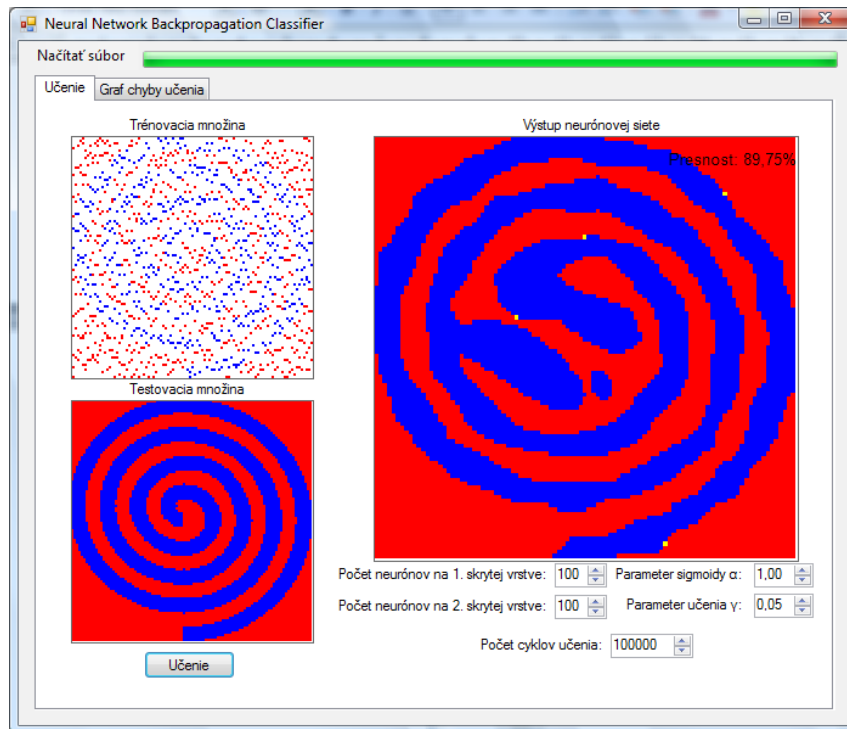 Neural Network Backpropagation Classifier
Načítať súbor
Učenie
Graf chyby učenia
Trénovacia množina
Výstup neurónovej siete
Presnost: 89,75%
Testovacia množina
Počet neurónov na 1. skrytej vrstve: 100 Parameter sigmoidy α: 1,00
Počet neurónov na 2. skrytej vrstve: 100 Parameter učenia γ: 0,05
Počet cyklov učenia: 100000
Učenie